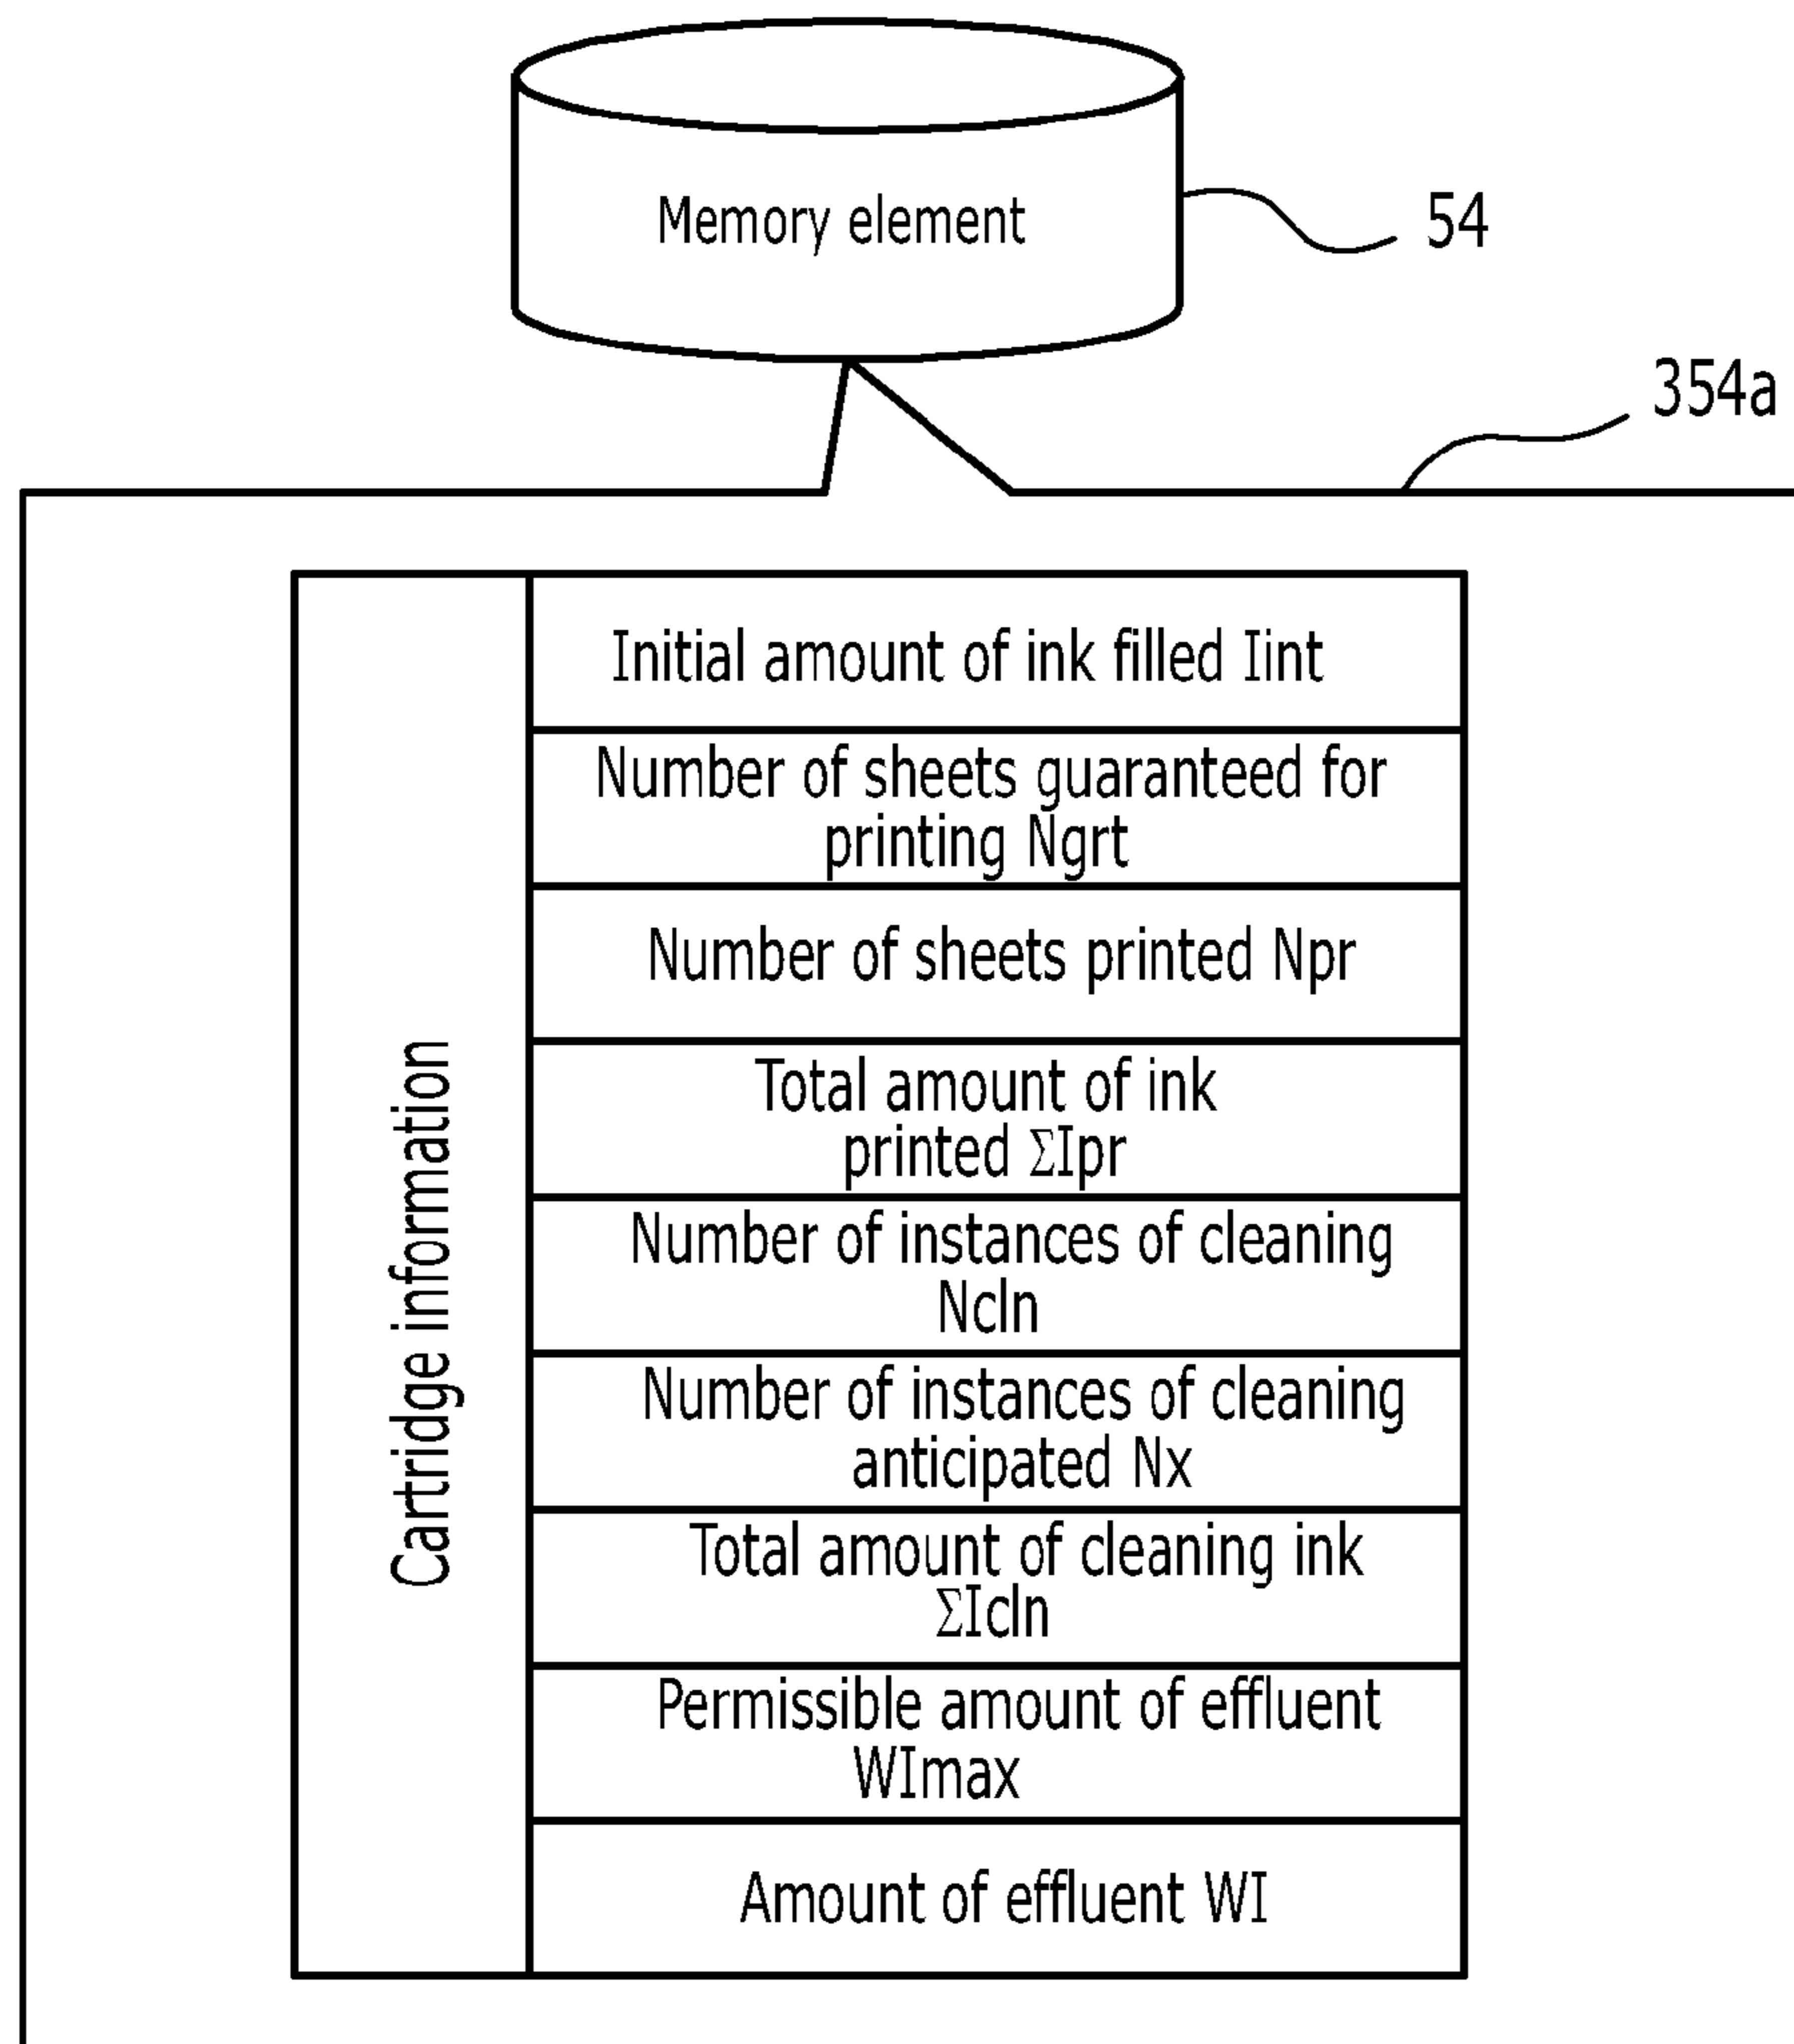 Memory element
54
354a
Cartridge information
Initial amount of ink filled Iint
Number of sheets guaranteed for
printing Ngrt
Number of sheets printed Npr
Total amount of ink
printed ΣIpr
Number of instances of cleaning
Ncln
Number of instances of cleaning
anticipated Nx
Total amount of cleaning ink
ΣIcln
Permissible amount of effluent
WImax
Amount of effluent WI